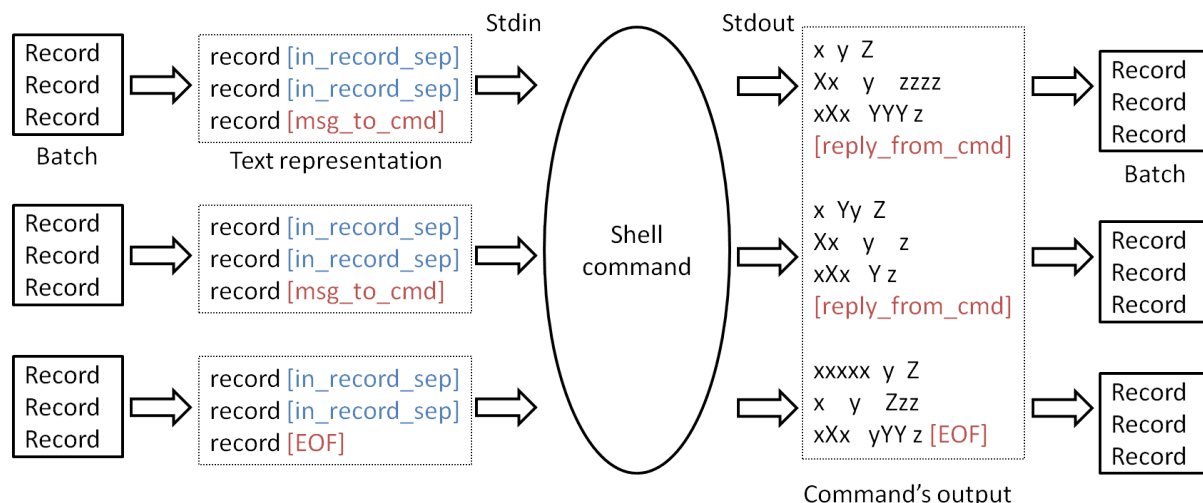 Stdin
Stdout
Record
Record
Record
Batch
record [in_record_sep]
record [in_record_sep]
record [msg_to_cmd]
Text representation
x y Z
Xx y zzzz
xXx YYY z
[reply_from_cmd]
Record
Record
Record
Batch
Record
Record
Record
record [in_record_sep]
record [in_record_sep]
record [msg_to_cmd]
Shell
command
x Yy Z
Xx y z
xXx Y z
[reply_from_cmd]
Record
Record
Record
Record
Record
Record
record [in_record_sep]
record [in_record_sep]
record [EOF]
xxxxx y Z
x y Zzz
xXx yYY z [EOF]
Record
Record
Record
Command's output